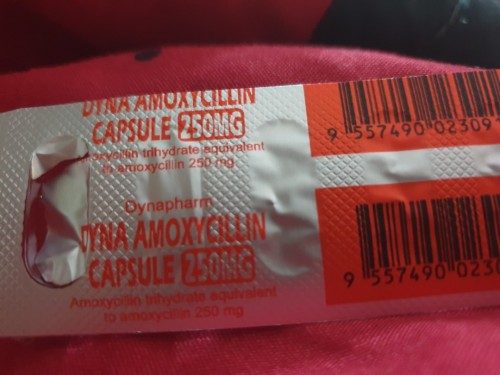 DYNA AMOXYCILLIN
CAPSULE 250MG
Amoxycillin trihydrate equivalent
to amoxycillin 250 mg
Dynapharm
DYNA AMOXYCILLIN
CAPSULE 250MG
Amoxycillin trihydrate equivalent
to amoxycillin 250 mg
9 557490 02309
9 557490 0230